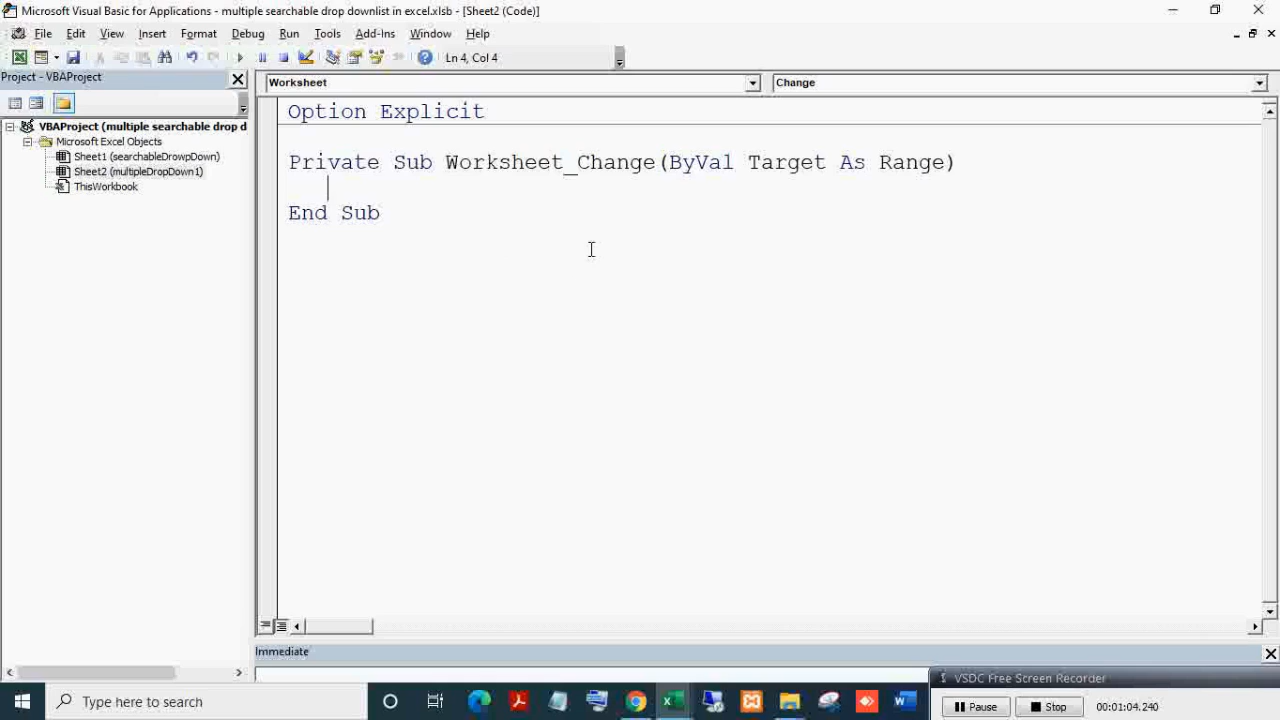 Microsoft Visual Basic for Applications - multiple searchable drop downlist in excel.xlsb - [Sheet2 (Code)]
File Edit View Insert Format Debug Run Tools Add-Ins Window Help
Ln 4, Col 4
Project - VBAProject
Worksheet
Change
VBAProject (multiple searchable drop d
Microsoft Excel Objects
Sheet1 (searchableDrowpDown)
Sheet2 (multipleDropDown1)
ThisWorkbook
Option Explicit
Private Sub Worksheet_Change(ByVal Target As Range)
End Sub
Immediate
VSDC Free Screen Recorder
Pause
Stop
00:01:04.240
Type here to search